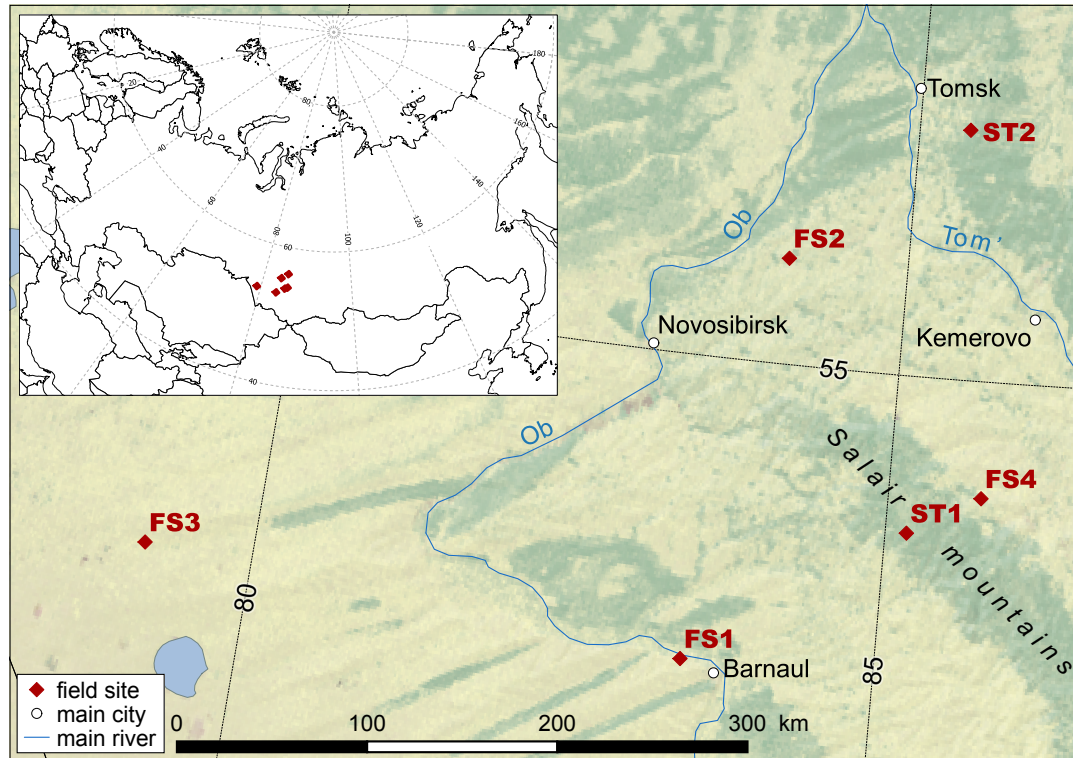 180
20
80
160
40
140
60
120
80
100
60
40
Tomsk
ST2
Ob
Tom'
FS2
Novosibirsk
Kemerovo
55
Ob
Salair mountains
FS4
FS3
ST1
80
FS1
Barnaul
85
field site
main city
main river
0 100 200 300 km